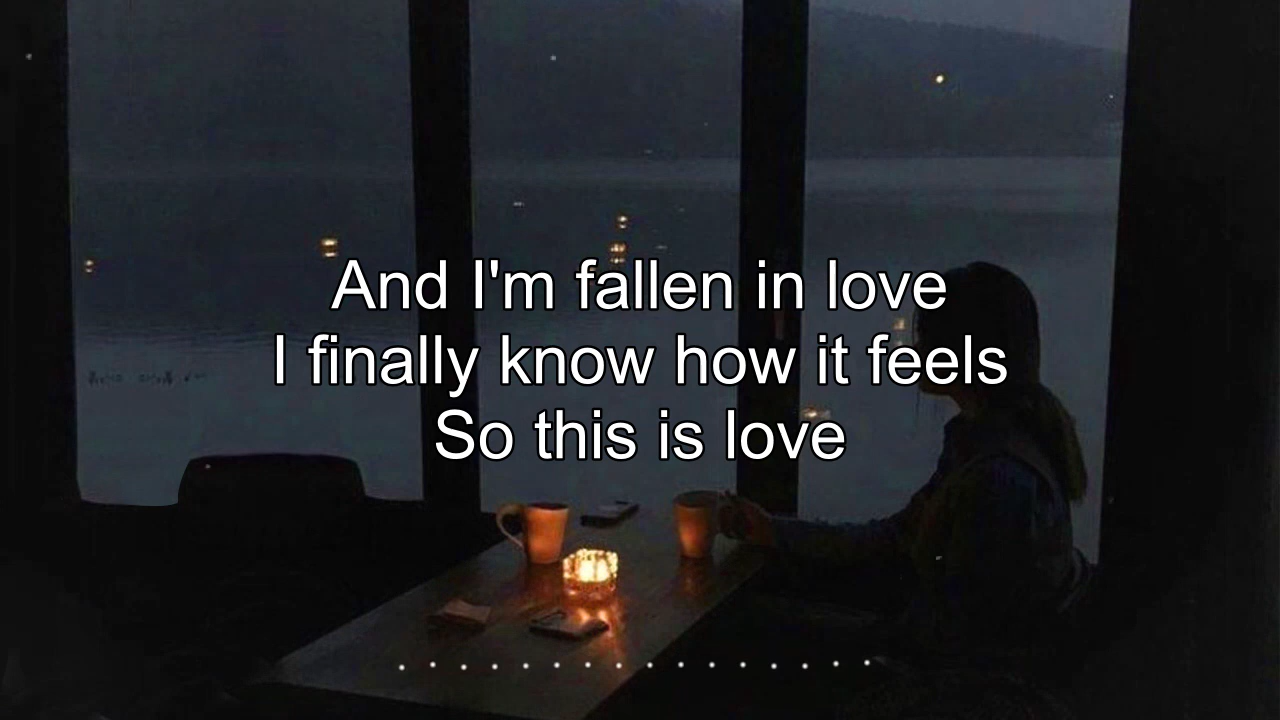 And I'm fallen in love
I finally know how it feels
So this is love